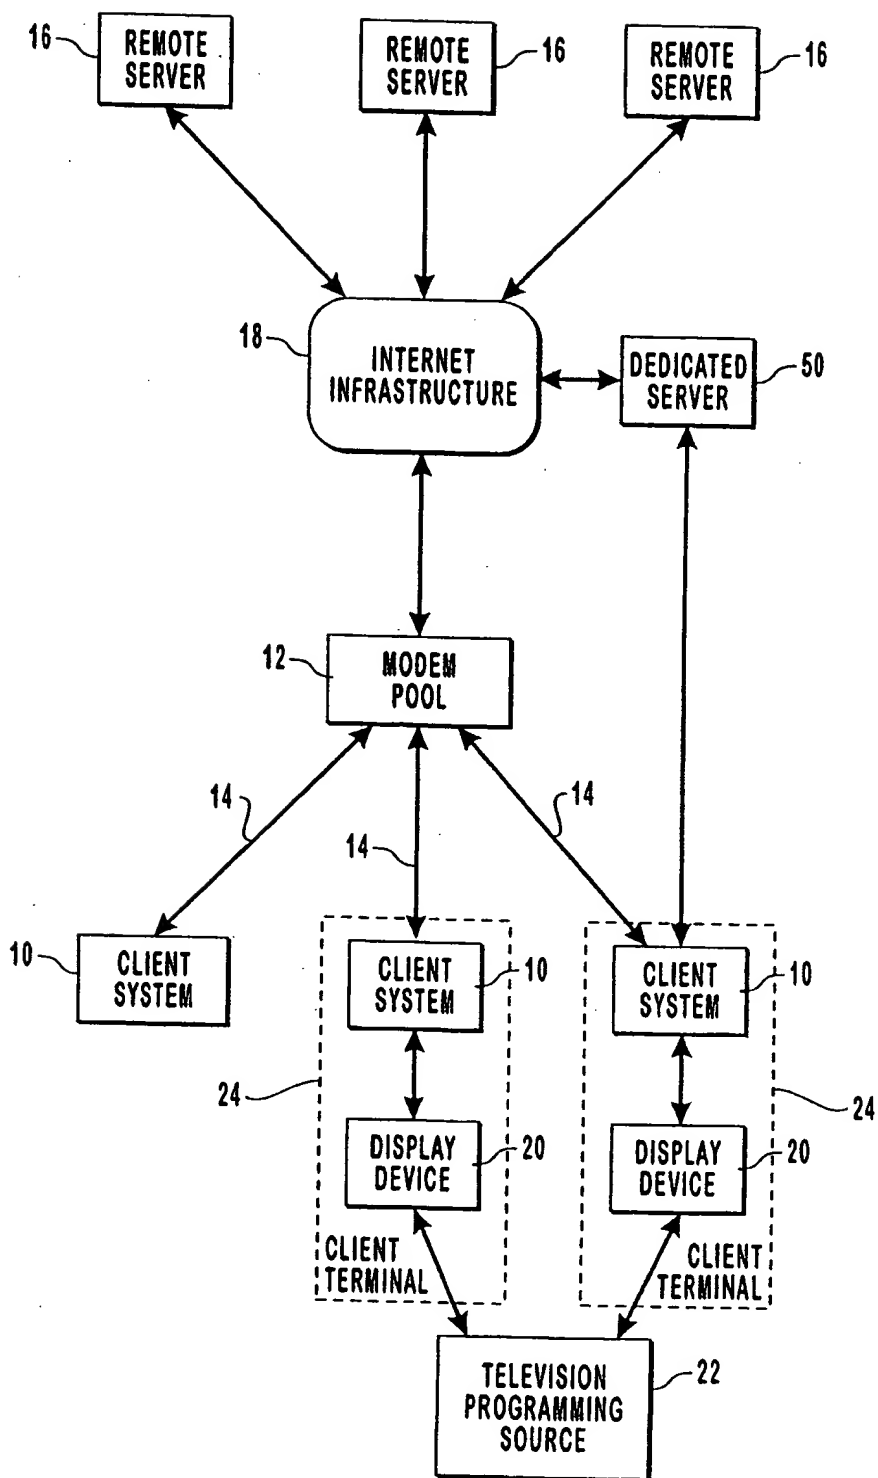 16
REMOTE
SERVER
REMOTE
SERVER
16
REMOTE
SERVER
16
18
INTERNET
INFRASTRUCTURE
DEDICATED
SERVER
50
12
MODEM
POOL
14
14
14
10
CLIENT
SYSTEM
CLIENT
SYSTEM
10
CLIENT
SYSTEM
10
24
24
DISPLAY
DEVICE
20
DISPLAY
DEVICE
20
CLIENT
TERMINAL
CLIENT
TERMINAL
TELEVISION
PROGRAMMING
SOURCE
22